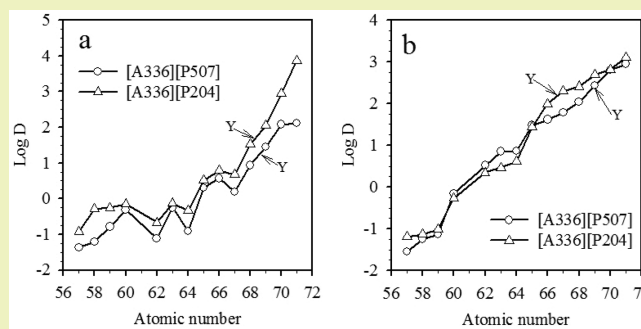 a
[A336][P507]
[A336][P204]
Y
Y
Log D
5
4
3
2
1
0
-1
-2
56 58 60 62 64 66 68 70 72
Atomic number
b
Y
Y
[A336][P507]
[A336][P204]
Log D
4
3
2
1
0
-1
-2
56 58 60 62 64 66 68 70
Atomic number